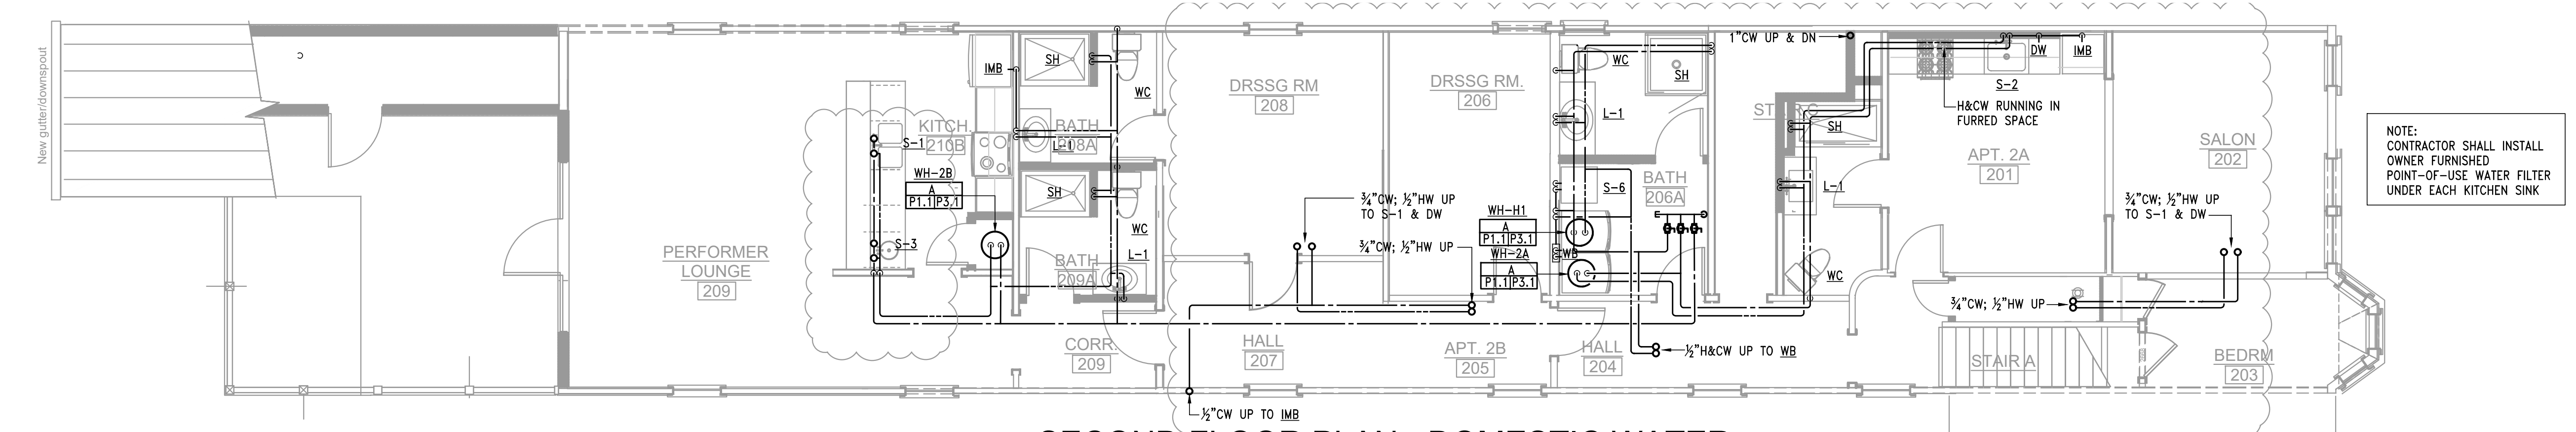 New gutter/downspout
PERFORMER
LOUNGE
209
KITCH.
210B
S-1
WH-2B
A
P1.1 P3.1
S-3
IMB
SH
WC
BATH
208A
L-1
SH
WC
L-1
BATH
209A
CORR.
209
DRSSG RM
208
¾"CW; ½"HW UP
TO S-1 & DW
¾"CW; ½"HW UP
HALL
207
½"CW UP TO IMB
DRSSG RM.
206
APT. 2B
205
WH-H1
A
P1.1 P3.1
WH-2A
A
P1.1 P3.1
WB
WC
SH
L-1
S-6
BATH
206A
HALL
204
½"H&CW UP TO WB
1"CW UP & DN
SH
L-1
WC
S-2
DW
IMB
H&CW RUNNING IN
FURRED SPACE
APT. 2A
201
¾"CW; ½"HW UP
STAIR A
SALON
202
¾"CW; ½"HW UP
TO S-1 & DW
BEDRM
203
NOTE:
CONTRACTOR SHALL INSTALL
OWNER FURNISHED
POINT-OF-USE WATER FILTER
UNDER EACH KITCHEN SINK
SECOND FLOOR PLAN - DOMESTIC WATER